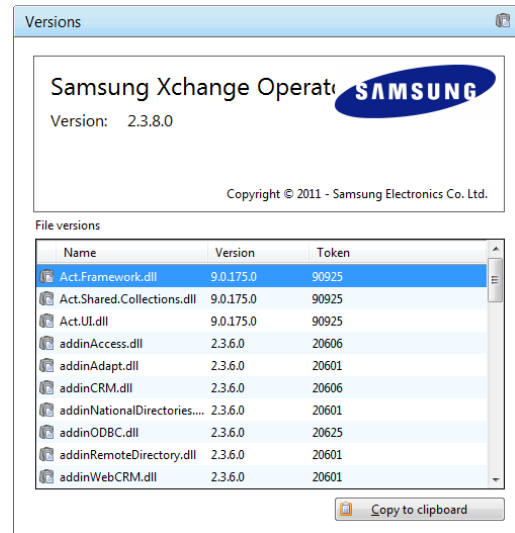 Versions
Samsung Xchange Operat
SAMSUNG
Version: 2.3.8.0
Copyright © 2011 - Samsung Electronics Co. Ltd.
File versions
Name Version Token
Act.Framework.dll 9.0.175.0 90925
Act.Shared.Collections.dll 9.0.175.0 90925
Act.UI.dll 9.0.175.0 90925
addinAccess.dll 2.3.6.0 20606
addinAdapt.dll 2.3.6.0 20601
addinCRM.dll 2.3.6.0 20606
addinNationalDirectories.... 2.3.6.0 20601
addinODBC.dll 2.3.6.0 20625
addinRemoteDirectory.dll 2.3.6.0 20601
addinWebCRM.dll 2.3.6.0 20601
Copy to clipboard